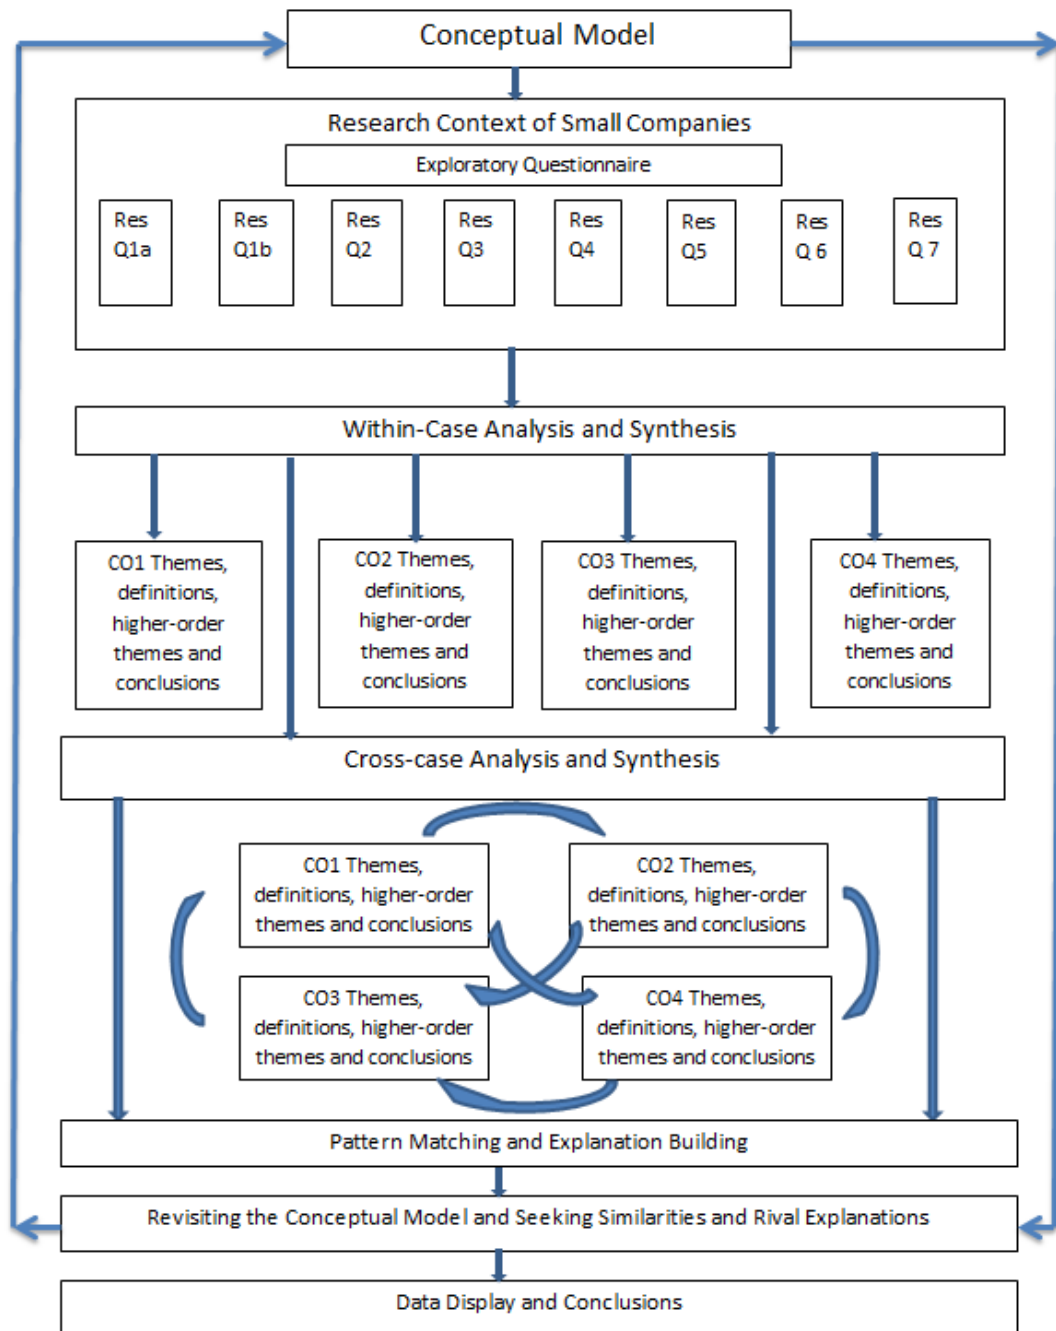 Conceptual Model
Research Context of Small Companies
Exploratory Questionnaire
Res
Q1a
Res
Q1b
Res
Q2
Res
Q3
Res
Q4
Res
Q5
Res
Q 6
Res
Q 7
Within-Case Analysis and Synthesis
CO1 Themes,
definitions,
higher-order
themes and
conclusions
CO2 Themes,
definitions,
higher-order
themes and
conclusions
CO3 Themes,
definitions,
higher-order
themes and
conclusions
CO4 Themes,
definitions,
higher-order
themes and
conclusions
Cross-case Analysis and Synthesis
CO1 Themes,
definitions, higher-order
themes and conclusions
CO2 Themes,
definitions, higher-order
themes and conclusions
CO3 Themes,
definitions, higher-order
themes and conclusions
CO4 Themes,
definitions, higher-order
themes and conclusions
Pattern Matching and Explanation Building
Revisiting the Conceptual Model and Seeking Similarities and Rival Explanations
Data Display and Conclusions